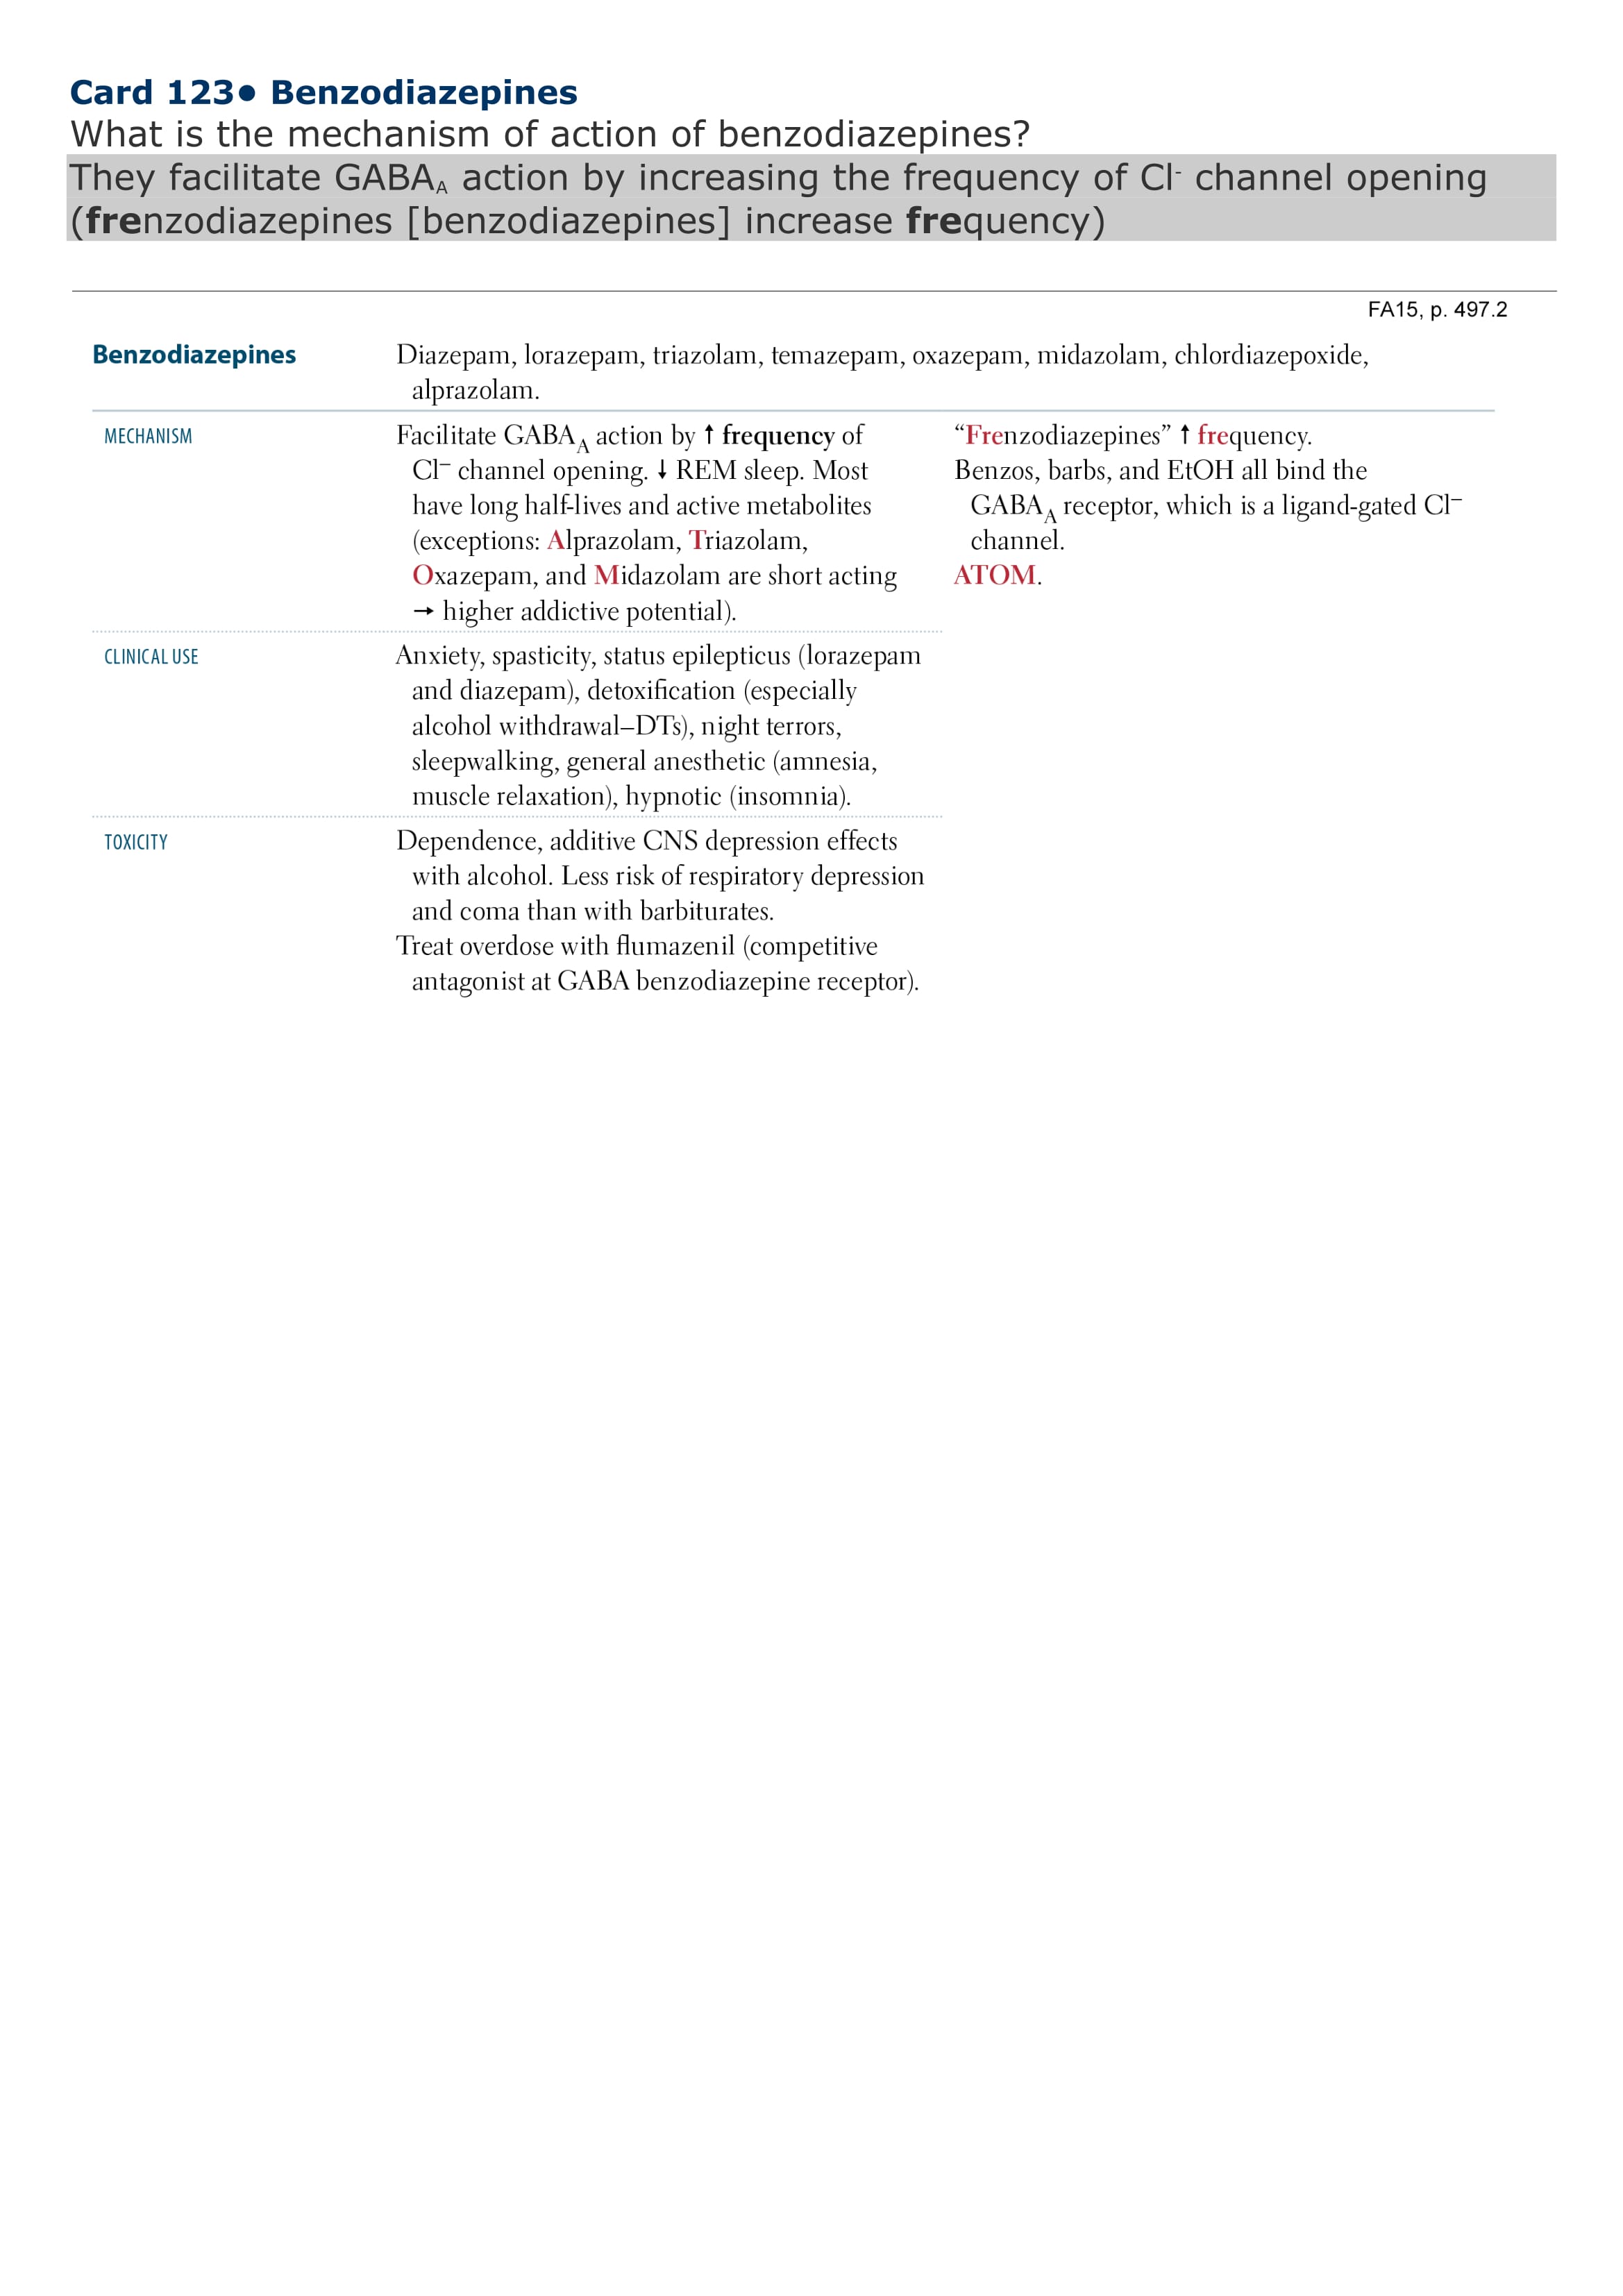 Card 123• Benzodiazepines
What is the mechanism of action of benzodiazepines?
They facilitate GABAA action by increasing the frequency of Cl- channel opening
(frenzodiazepines [benzodiazepines] increase frequency)
FA15, p. 497.2
Benzodiazepines
Diazepam, lorazepam, triazolam, temazepam, oxazepam, midazolam, chlordiazepoxide,
alprazolam.
MECHANISM
Facilitate GABAA action by ↑ frequency of
Cl– channel opening. ↓ REM sleep. Most
have long half-lives and active metabolites
(exceptions: Alprazolam, Triazolam,
Oxazepam, and Midazolam are short acting
→ higher addictive potential).
“Frenzodiazepines” ↑ frequency.
Benzos, barbs, and EtOH all bind the
GABAA receptor, which is a ligand-gated Cl–
channel.
ATOM.
CLINICAL USE
Anxiety, spasticity, status epilepticus (lorazepam
and diazepam), detoxification (especially
alcohol withdrawal–DTs), night terrors,
sleepwalking, general anesthetic (amnesia,
muscle relaxation), hypnotic (insomnia).
TOXICITY
Dependence, additive CNS depression effects
with alcohol. Less risk of respiratory depression
and coma than with barbiturates.
Treat overdose with flumazenil (competitive
antagonist at GABA benzodiazepine receptor).